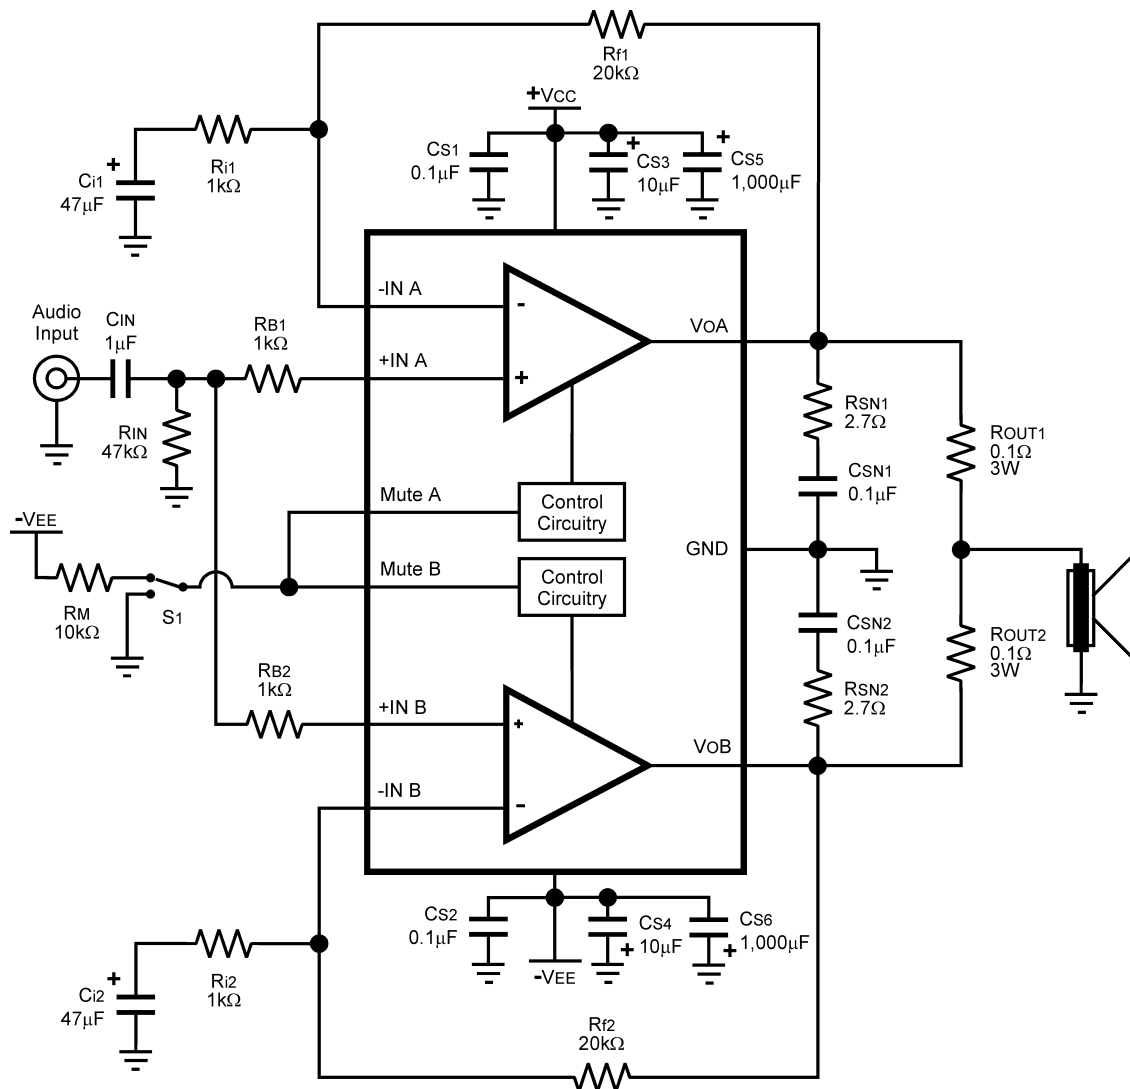 Rf1
20kΩ
+VCC
Ri1
1kΩ
+
Ci1
47µF
CS1
0.1µF
+
CS3
10µF
+
CS5
1,000µF
Audio
Input
CIN
1µF
RB1
1kΩ
-IN A
+IN A
-
+
VOA
RIN
47kΩ
RSN1
2.7Ω
ROUT1
0.1Ω
3W
CSN1
0.1µF
Mute A
Control
Circuitry
-VEE
GND
Mute B
Control
Circuitry
RM
10kΩ
S1
CSN2
0.1µF
ROUT2
0.1Ω
3W
RB2
1kΩ
RSN2
2.7Ω
+IN B
+
VOB
-IN B
-
CS2
0.1µF
CS4
10µF
+
CS6
1,000µF
+
-VEE
Ri2
1kΩ
+
Ci2
47µF
Rf2
20kΩ